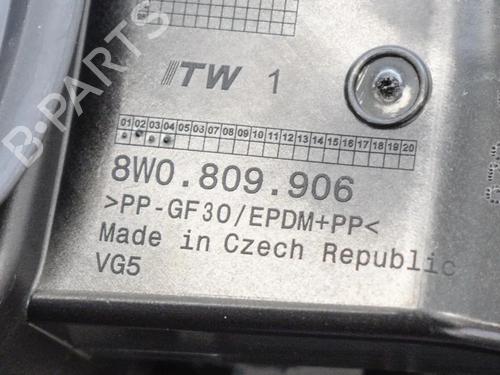 B-PARTS
ITW 1
01 02 03 04 05 06 07 08 09 10 11 12 13 14 15 16 17 18 19 20
8W0.809.906
>PP-GF30/EPDM+PP<
Made in Czech Republic
VG5